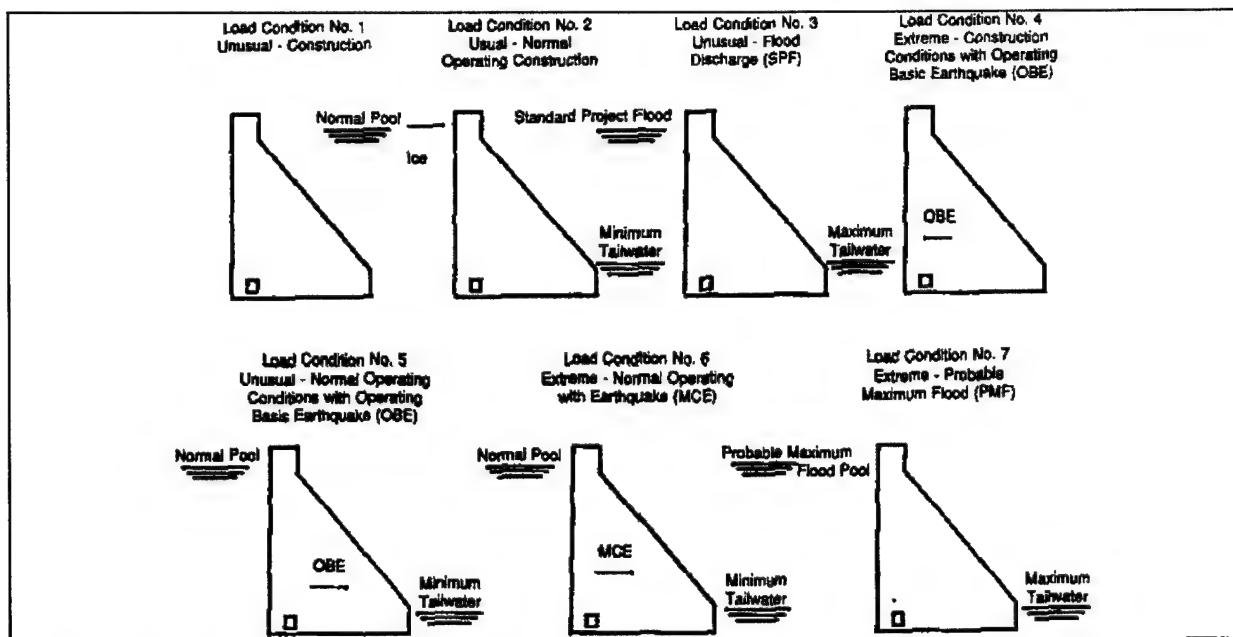 Load Condition No. 1
Unusual - Construction
Load Condition No. 2
Usual - Normal
Operating Construction
Load Condition No. 3
Unusual - Flood
Discharge (SPF)
Load Condition No. 4
Extreme - Construction
Conditions with Operating
Basic Earthquake (OBE)
Normal Pool
Ice
Minimum
Tailwater
Standard Project Flood
Maximum
Tailwater
OBE
Load Condition No. 5
Unusual - Normal Operating
Conditions with Operating
Basis Earthquake (OBE)
Load Condition No. 6
Extreme - Normal Operating
with Earthquake (MCE)
Load Condition No. 7
Extreme - Probable
Maximum Flood (PMF)
Normal Pool
OBE
Minimum
Tailwater
Normal Pool
MCE
Minimum
Tailwater
Probable Maximum
Flood Pool
Maximum
Tailwater